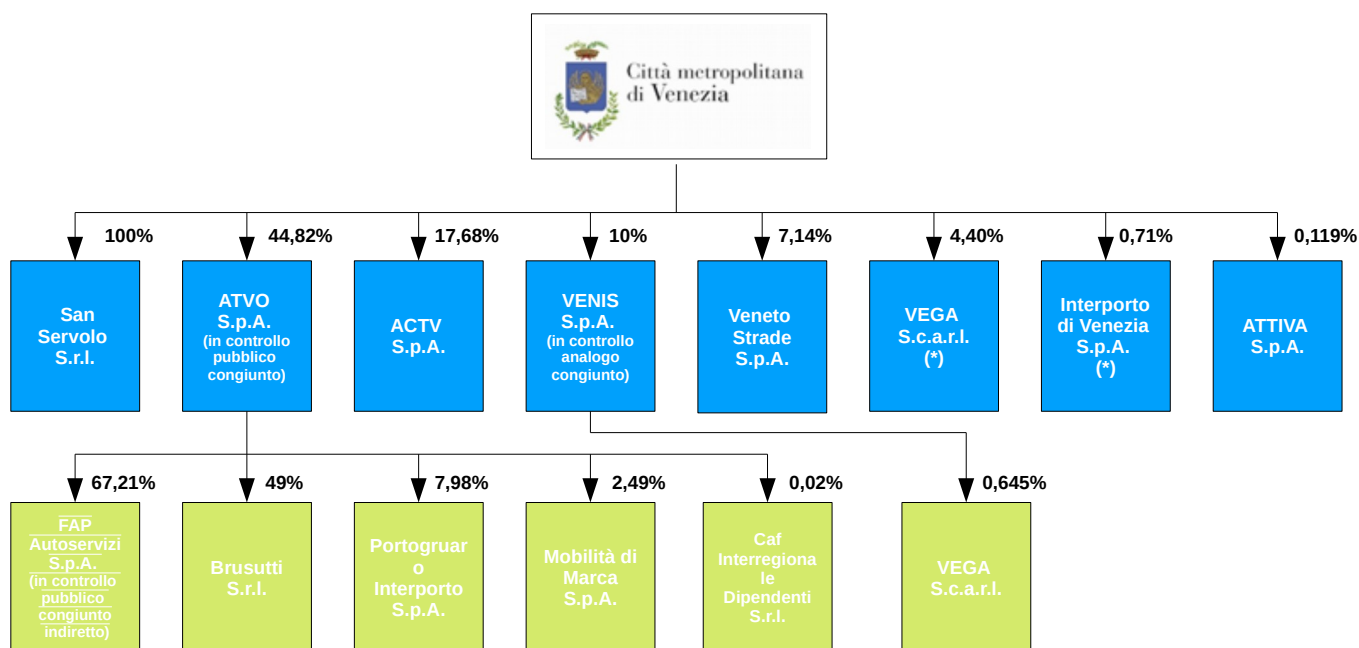 Città metropolitana
di Venezia
100%
44,82%
17,68%
10%
7,14%
4,40%
0,71%
0,119%
San
Servolo
S.r.l.
ATVO
S.p.A.
(in controllo
pubblico
congiunto)
ACTV
S.p.A.
VENIS
S.p.A.
(in controllo
analogo
congiunto)
Veneto
Strade
S.p.A.
VEGA
S.c.a.r.l.
(*)
Interporto
di Venezia
S.p.A.
(*)
ATTIVA
S.p.A.
67,21%
49%
7,98%
2,49%
0,02%
0,645%
FAP
Autoservizi
S.p.A.
(in controllo
pubblico
congiunto
indiretto)
Brusutti
S.r.l.
Portogruar
o
Interporto
S.p.A.
Mobilità di
Marca
S.p.A.
Caf
Interregiona
le
Dipendenti
S.r.l.
VEGA
S.c.a.r.l.